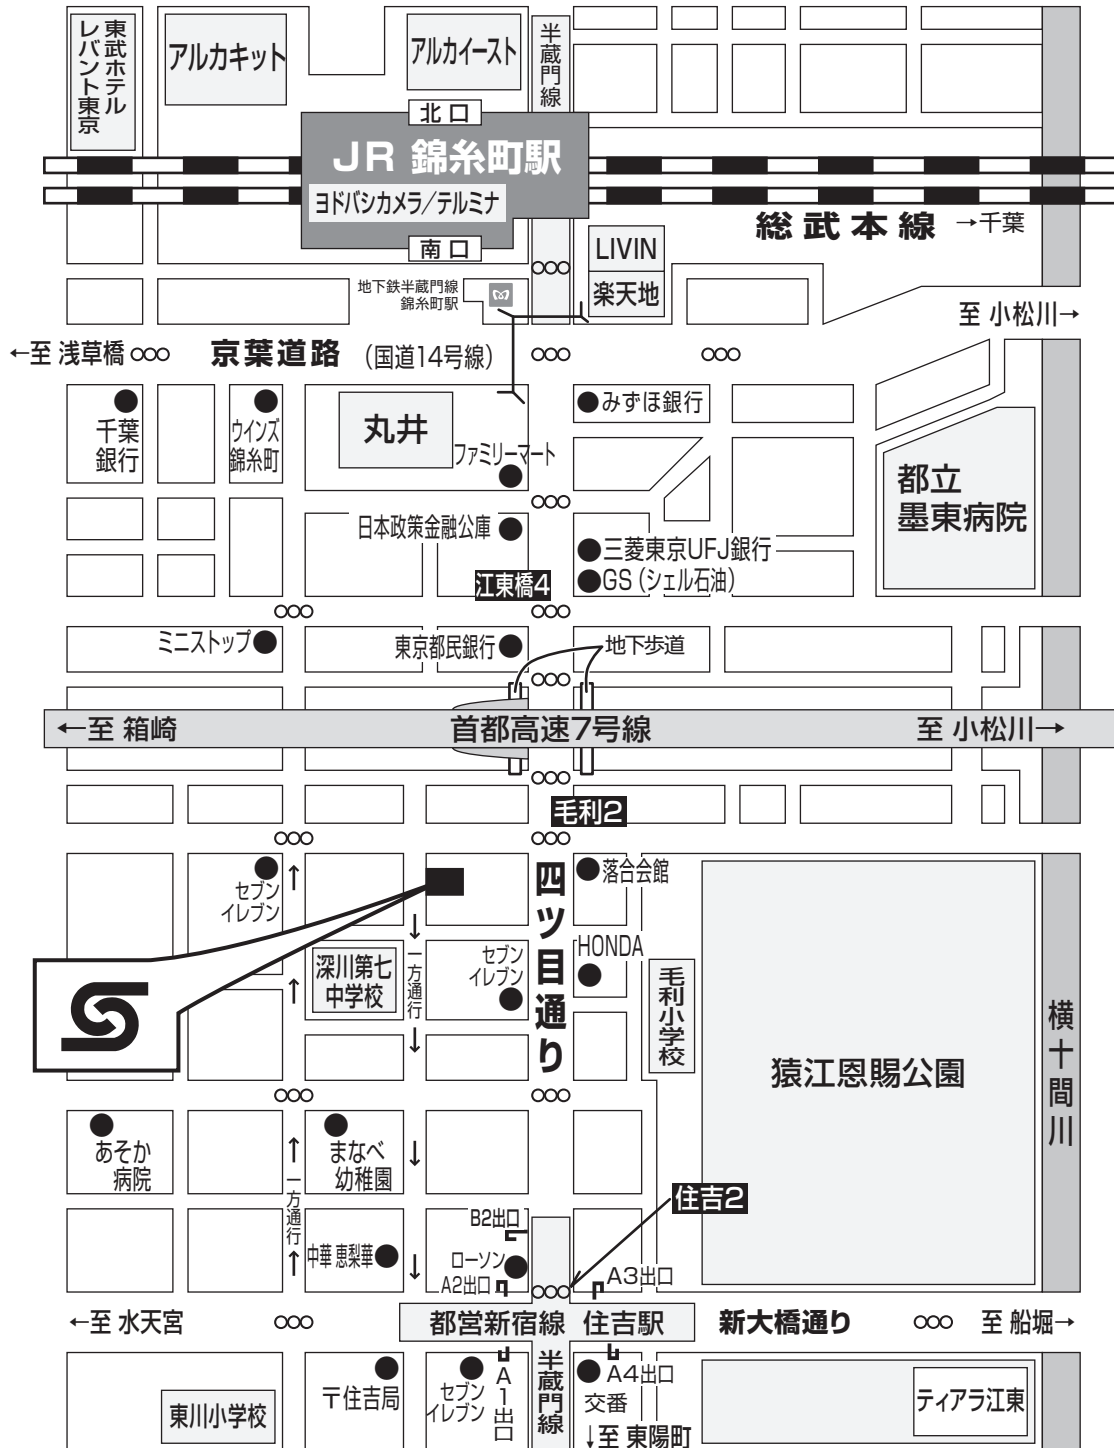 東武ホテル
レバント東京
アルカキット
アルカイースト
半蔵門線
北口
JR 錦糸町駅
ヨドバシカメラ/テルミナ
南口
総武本線 →千葉
LIVIN
楽天地
地下鉄半蔵門線
錦糸町駅
至 小松川→
←至 浅草橋
京葉道路 (国道14号線)
千葉
銀行
ウインズ
錦糸町
丸井
ファミリーマート
みずほ銀行
都立
墨東病院
日本政策金融公庫
三菱東京UFJ銀行
GS(シェル石油)
江東橋4
ミニストップ
東京都民銀行
地下歩道
←至 箱崎
首都高速7号線
至 小松川→
毛利2
セブン
イレブン
四ツ目通り
落合会館
HONDA
深川第七
中学校
一方通行
セブン
イレブン
毛利小学校
猿江恩賜公園
横十間川
あそか
病院
まなべ
幼稚園
一方通行
中華 恵梨華
B2出口
ローソン
A2出口
住吉2
A3出口
←至 水天宮
都営新宿線 住吉駅
新大橋通り
至 船堀→
東川小学校
〒住吉局
セブン
イレブン
A1出口
半蔵門線
A4出口
交番
↓至 東陽町
ティアラ江東